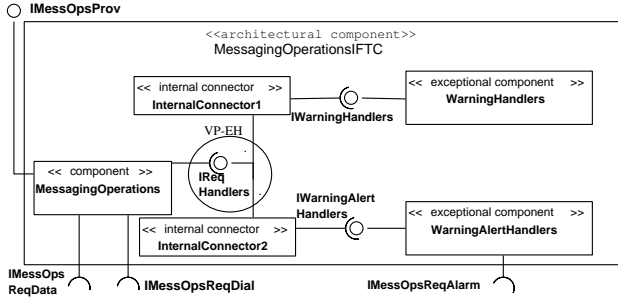 IMessOpsProv
<<architectural component>>
MessagingOperationsIFTC
<< internal connector >>
InternalConnector1
<< exceptional component >>
WarningHandlers
IWarningHandlers
VP-EH
<< component >>
MessagingOperations
IReq
Handlers
IWarningAlert
Handlers
<< internal connector >>
InternalConnector2
<< exceptional component >>
WarningAlertHandlers
IMessOps
ReqData
IMessOpsReqDial
IMessOpsReqAlarm